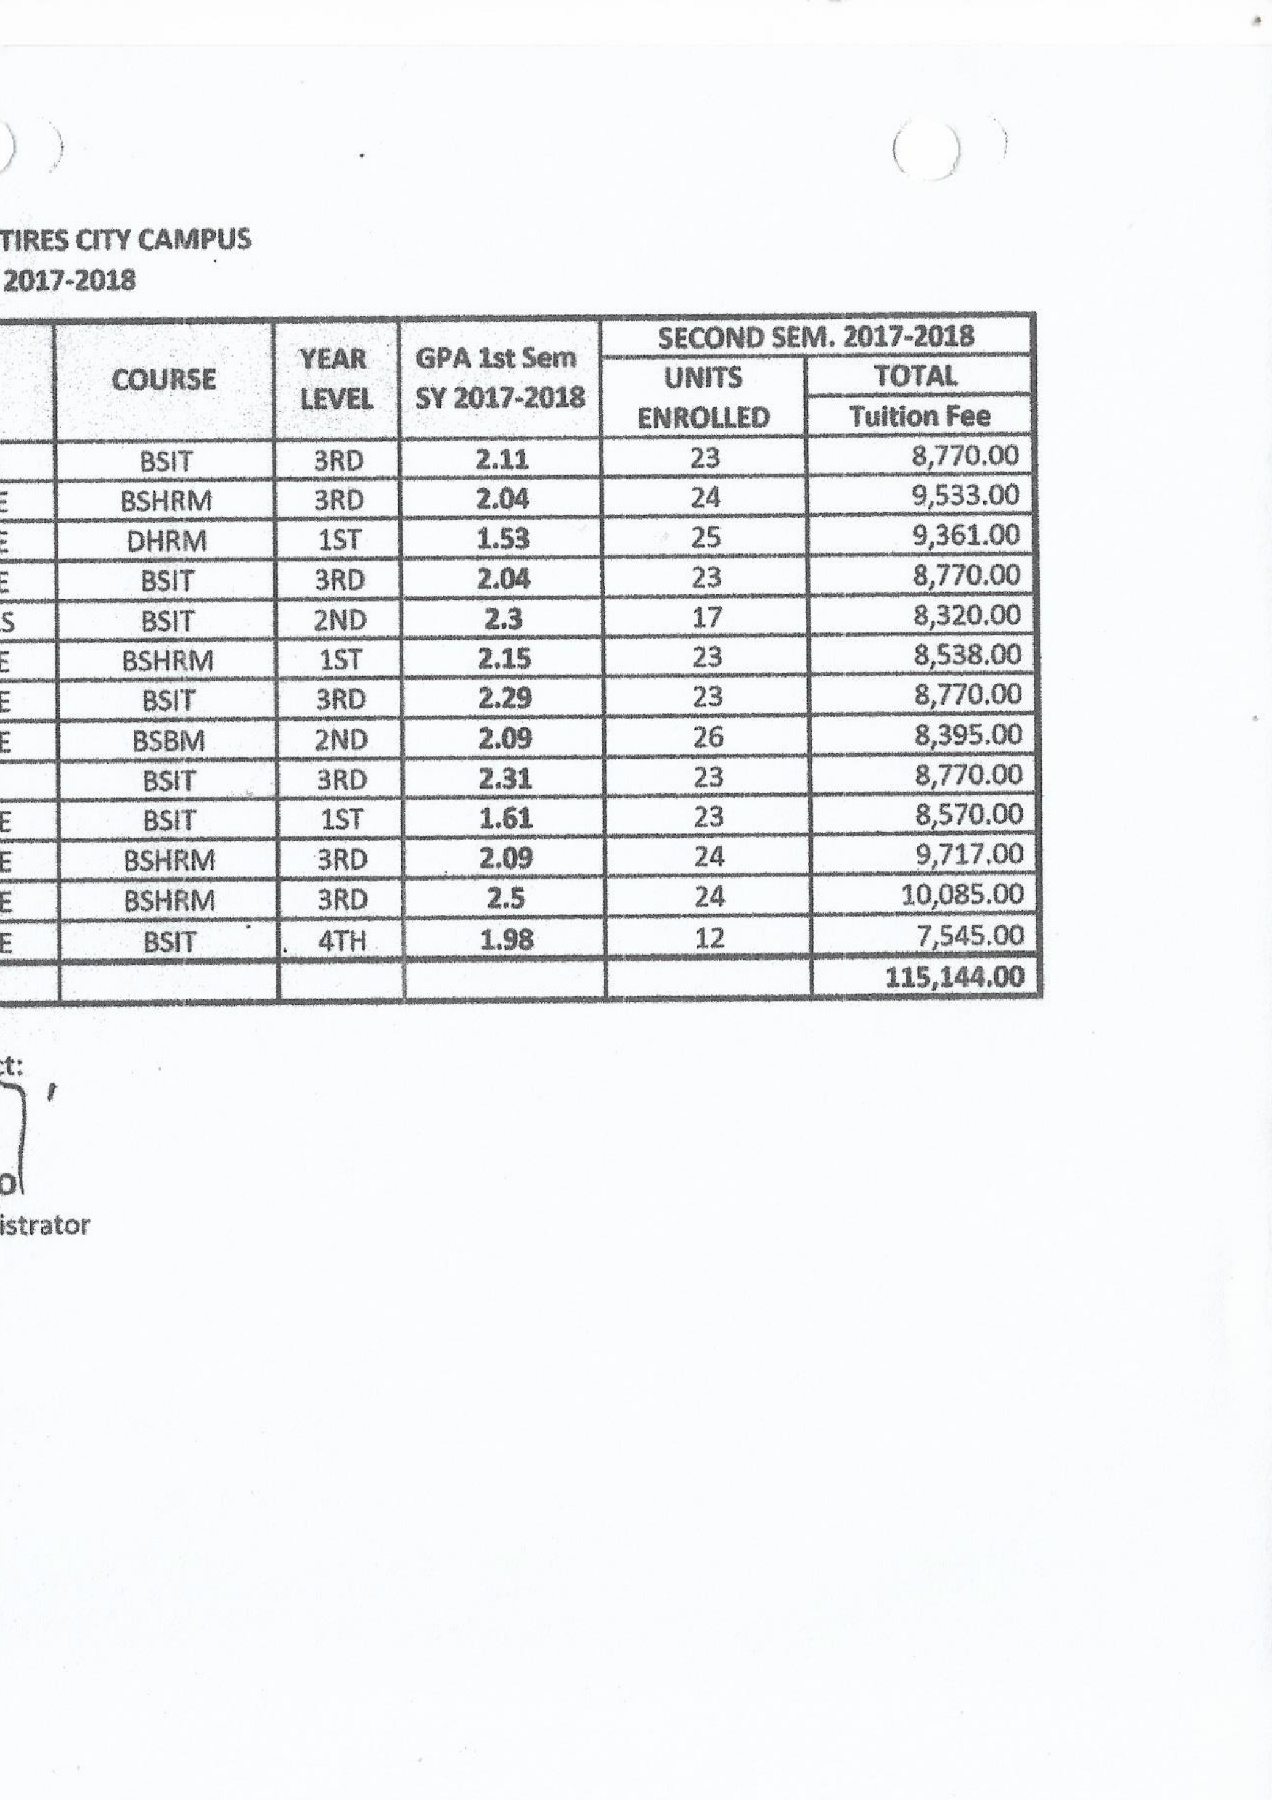 TIRES CITY CAMPUS
2017-2018
COURSE YEAR LEVEL GPA 1st Sem SY 2017-2018 SECOND SEM. 2017-2018
UNITS ENROLLED TOTAL
Tuition Fee
BSIT 3RD 2.11 23 8,770.00
E BSHRM 3RD 2.04 24 9,533.00
E DHRM 1ST 1.53 25 9,361.00
E BSIT 3RD 2.04 23 8,770.00
S BSIT 2ND 2.3 17 8,320.00
E BSHRM 1ST 2.15 23 8,538.00
E BSIT 3RD 2.29 23 8,770.00
E BSBM 2ND 2.09 26 8,395.00
BSIT 3RD 2.31 23 8,770.00
E BSIT 1ST 1.61 23 8,570.00
E BSHRM 3RD 2.09 24 9,717.00
E BSHRM 3RD 2.5 24 10,085.00
E BSIT 4TH 1.98 12 7,545.00
115,144.00
ct:
O
istrator